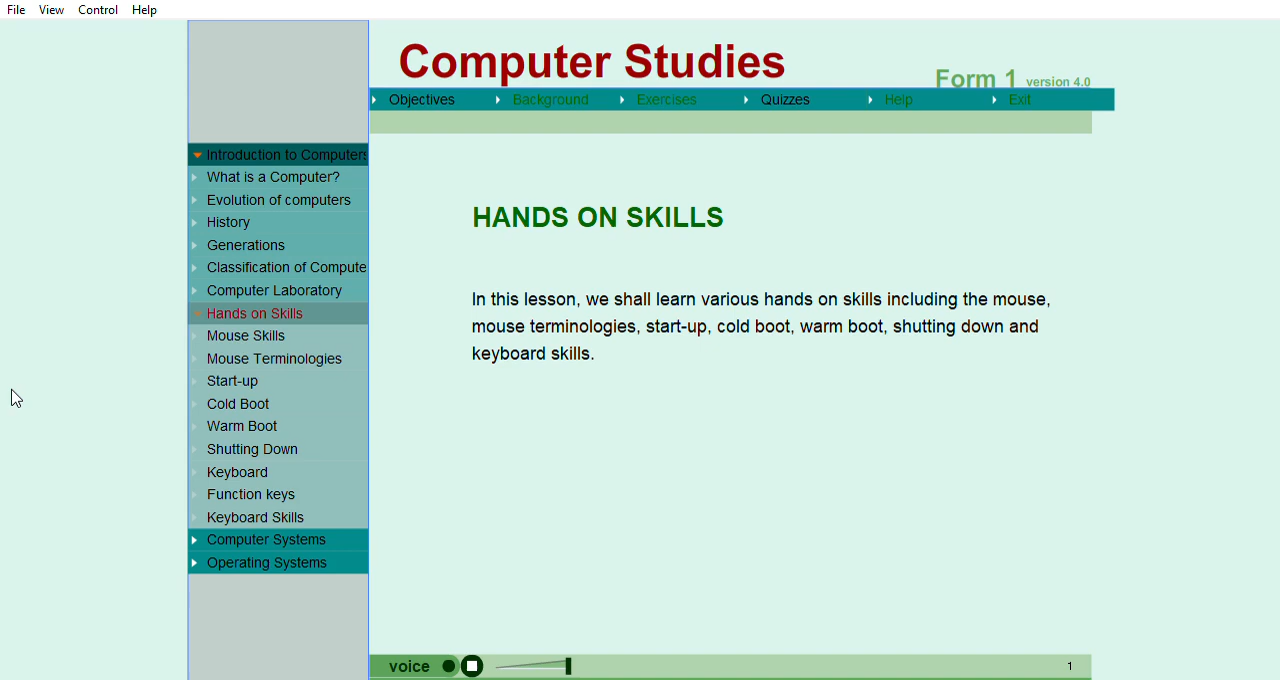 File View Control Help
Computer Studies
Form 1 version 4.0
Objectives Background Exercises Quizzes Help Exit
Introduction to Computers
What is a Computer?
Evolution of computers
History
Generations
Classification of Compute
Computer Laboratory
Hands on Skills
Mouse Skills
Mouse Terminologies
Start-up
Cold Boot
Warm Boot
Shutting Down
Keyboard
Function keys
Keyboard Skills
Computer Systems
Operating Systems
HANDS ON SKILLS
In this lesson, we shall learn various hands on skills including the mouse,
mouse terminologies, start-up, cold boot, warm boot, shutting down and
keyboard skills.
voice
1